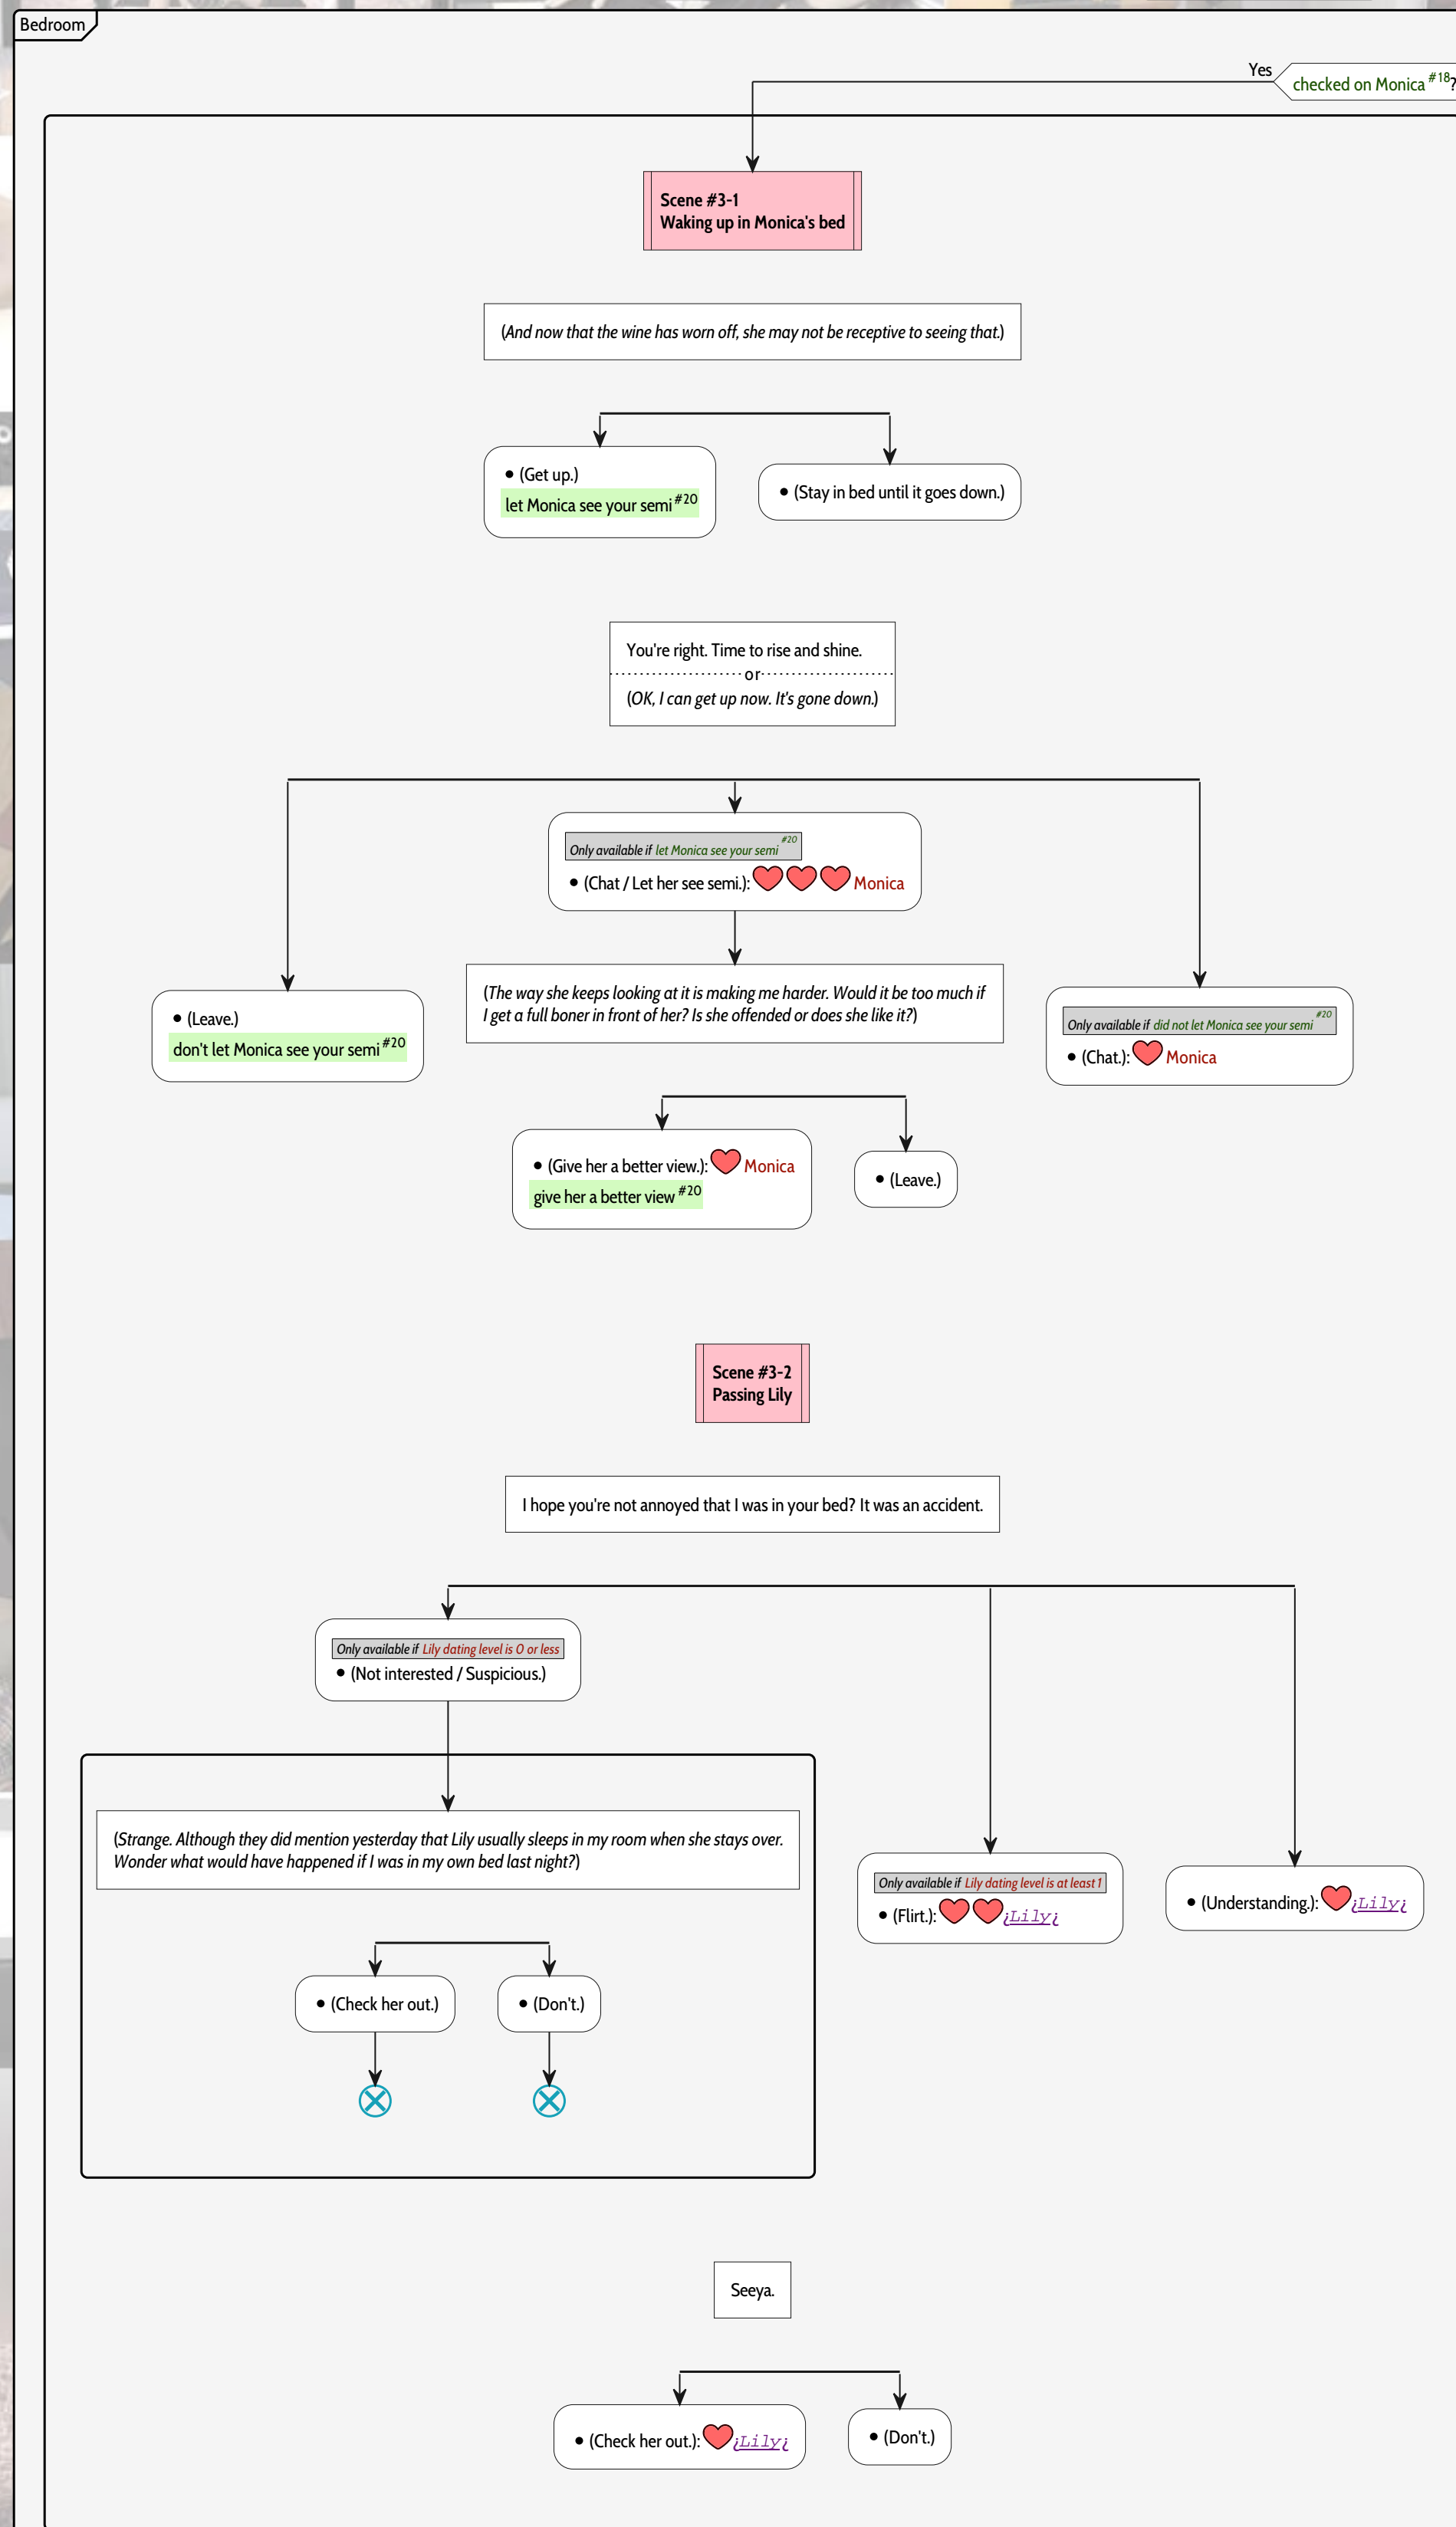 Bedroom
Yes
checked on Monica #18?
Scene #3-1
Waking up in Monica's bed
(And now that the wine has worn off, she may not be receptive to seeing that.)
• (Get up.)
let Monica see your semi #20
• (Stay in bed until it goes down.)
You're right. Time to rise and shine.
or
(OK, I can get up now. It's gone down.)
Only available if let Monica see your semi #20
• (Chat / Let her see semi.): Monica
• (Leave.)
don't let Monica see your semi #20
(The way she keeps looking at it is making me harder. Would it be too much if
I get a full boner in front of her? Is she offended or does she like it?)
Only available if did not let Monica see your semi #20
• (Chat.): Monica
• (Give her a better view.): Monica
give her a better view #20
• (Leave.)
Scene #3-2
Passing Lily
I hope you're not annoyed that I was in your bed? It was an accident.
Only available if Lily dating level is 0 or less
• (Not interested / Suspicious.)
(Strange. Although they did mention yesterday that Lily usually sleeps in my room when she stays over.
Wonder what would have happened if I was in my own bed last night?)
Only available if Lily dating level is at least 1
• (Flirt.): ¿Lily¿
• (Understanding.): ¿Lily¿
• (Check her out.)
• (Don't.)
Seeya.
• (Check her out.): ¿Lily¿
• (Don't.)